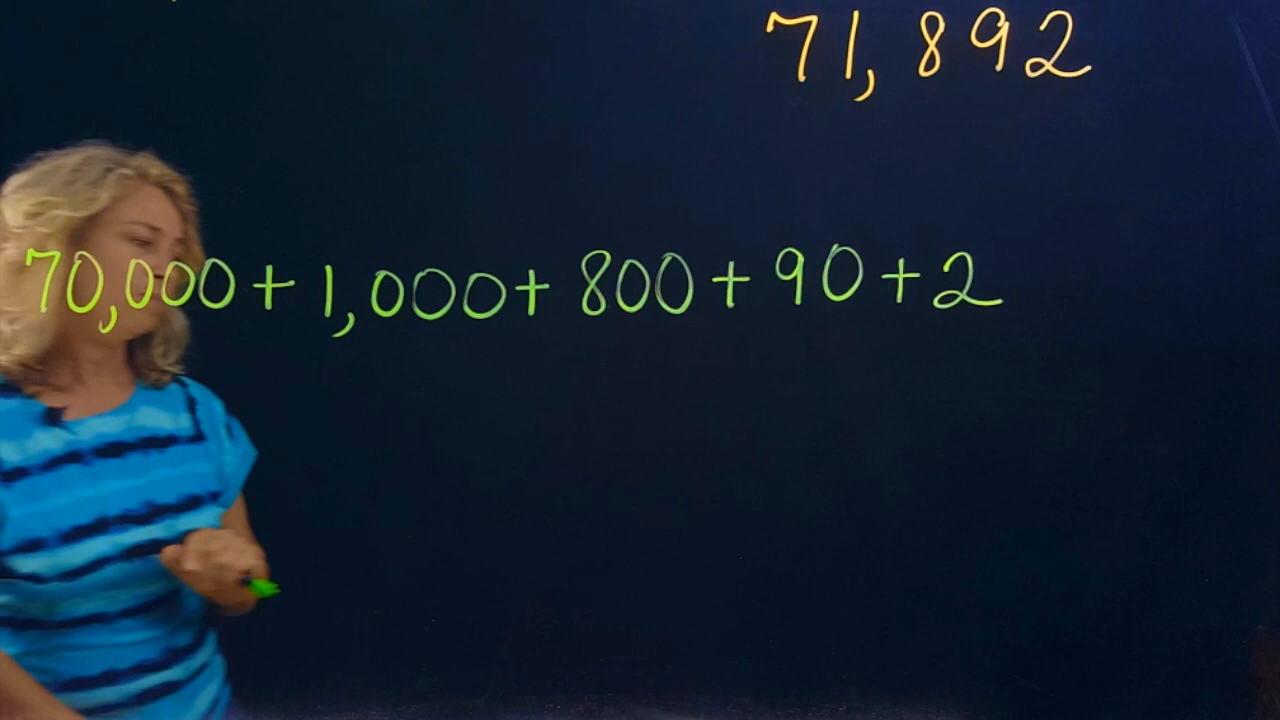 71,892
70,000 + 1,000 + 800 + 90 + 2